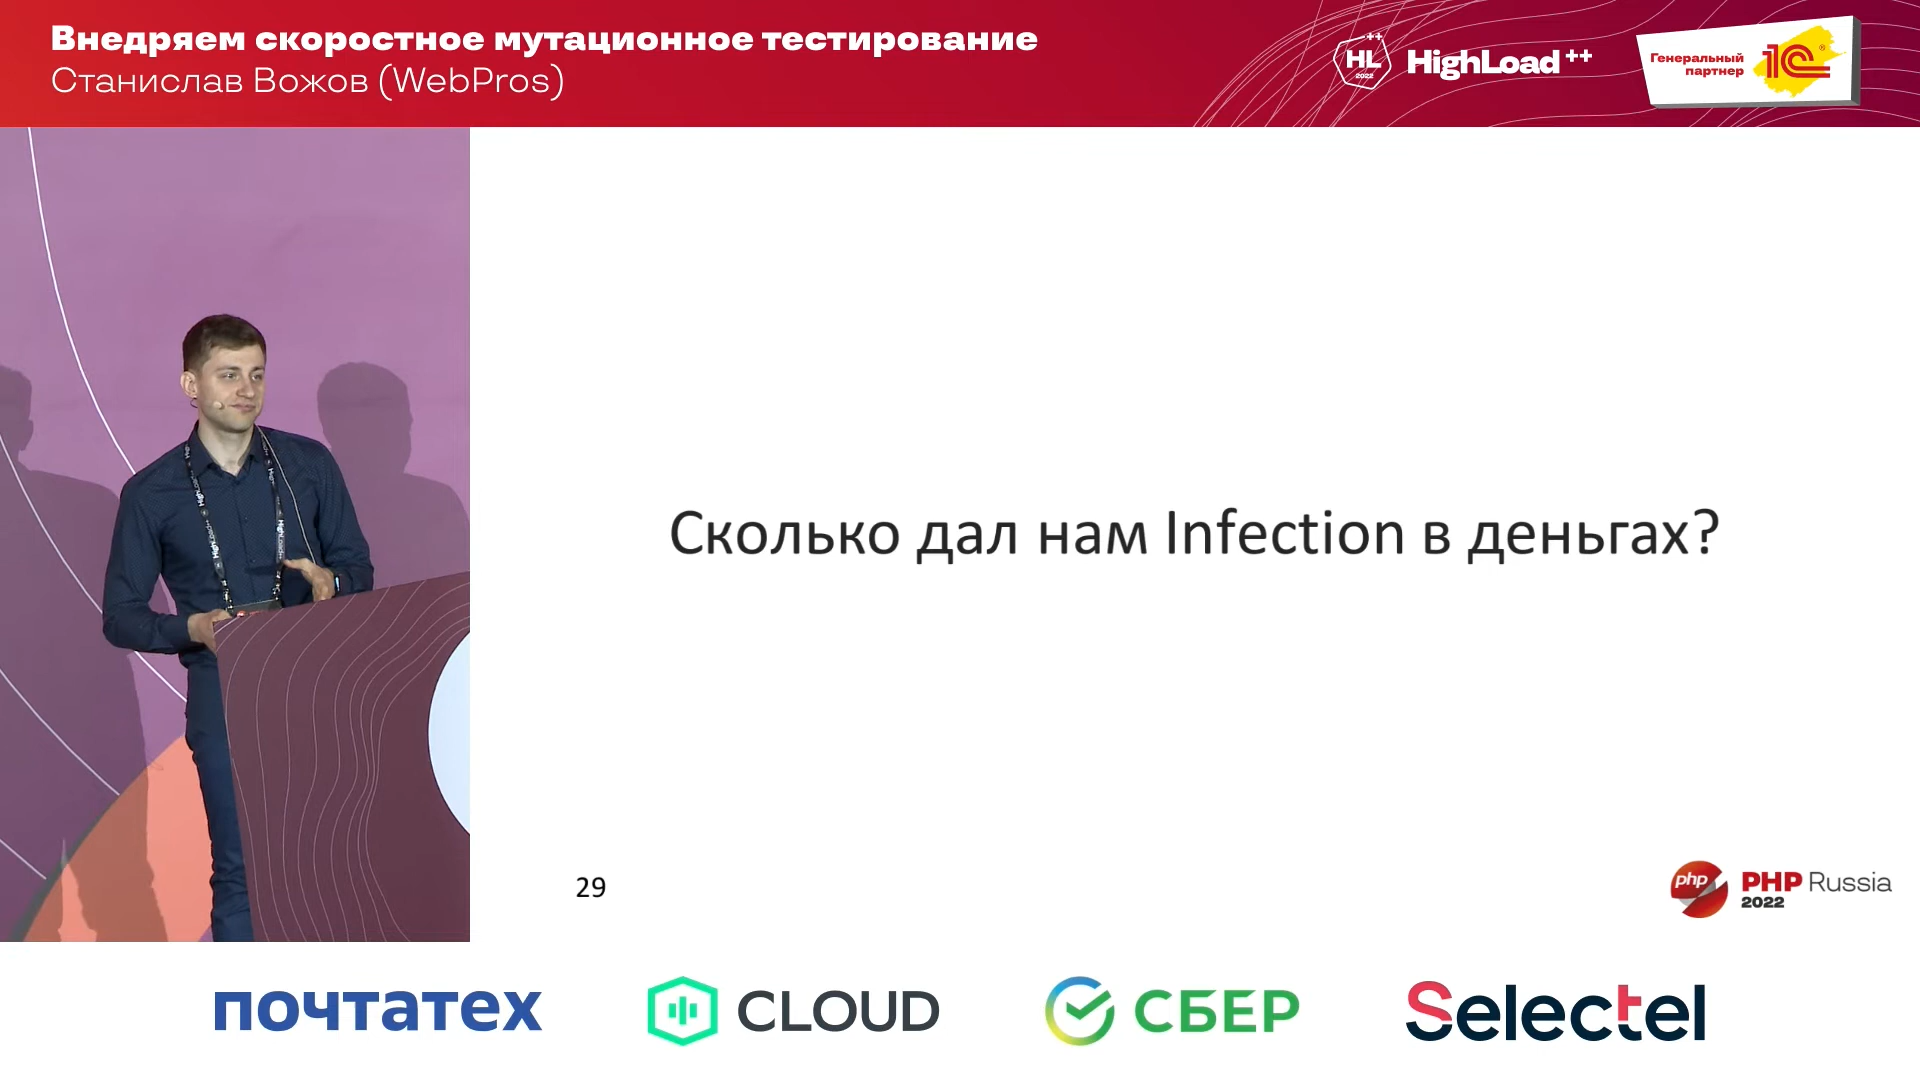 Внедряем скоростное мутационное тестирование
Станислав Вожов (WebPros)
HL++
2022
HighLoad++
Генеральный
партнер
1С
Сколько дал нам Infection в деньгах?
29
php
PHP Russia
2022
почтатех
CLOUD
СБЕР
Selectel